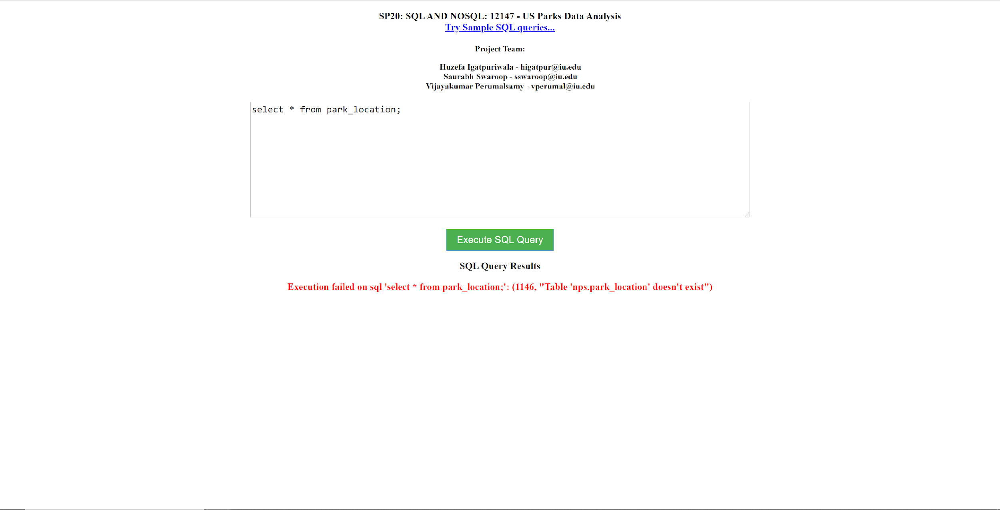 SP20: SQL AND NOSQL: 12147 - US Parks Data Analysis
Try Sample SQL queries...
Project Team:
Huzefa Igatpuriwala - higatpur@iu.edu
Saurabh Swaroop - sswaroop@iu.edu
Vijayakumar Perumalsamy - vperumal@iu.edu
select * from park_location;
Execute SQL Query
SQL Query Results
Execution failed on sql 'select * from park_location;': (1146, "Table 'nps.park_location' doesn't exist")